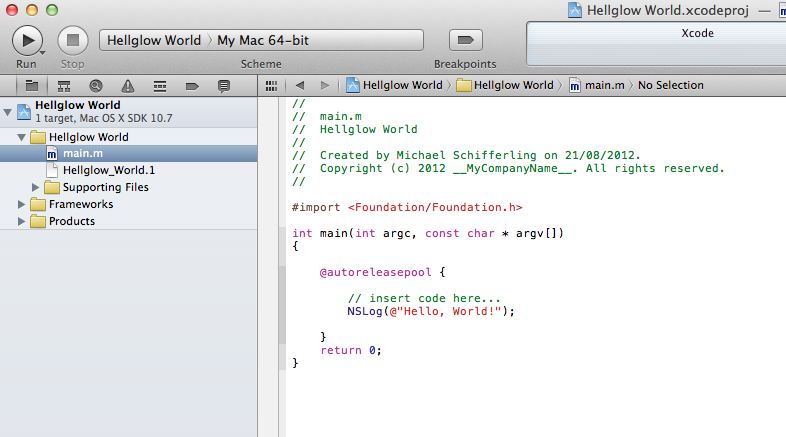 Hellglow World.xcodeproj —
Hellglow World 〉 My Mac 64-bit
Xcode
Run
Stop
Scheme
Breakpoints
Hellglow World 〉 Hellglow World 〉 main.m 〉 No Selection
Hellglow World
1 target, Mac OS X SDK 10.7
Hellglow World
main.m
Hellglow_World.1
Supporting Files
Frameworks
Products
//
//  main.m
//  Hellglow World
//
//  Created by Michael Schifferling on 21/08/2012.
//  Copyright (c) 2012 __MyCompanyName__. All rights reserved.
//
#import <Foundation/Foundation.h>
int main(int argc, const char * argv[])
{
@autoreleasepool {
// insert code here...
NSLog(@"Hello, World!");
}
return 0;
}